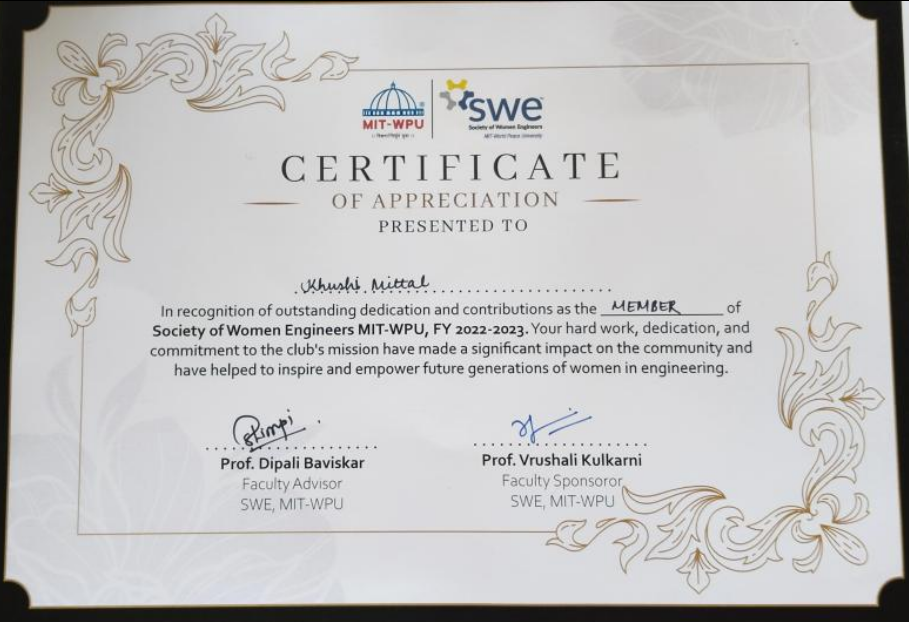 MIT-WPU
swe
Society of Women Engineers
MIT-World Peace University
CERTIFICATE
OF APPRECIATION
PRESENTED TO
Khushi Mittal
In recognition of outstanding dedication and contributions as the MEMBER of
Society of Women Engineers MIT-WPU, FY 2022-2023. Your hard work, dedication, and
commitment to the club's mission have made a significant impact on the community and
have helped to inspire and empower future generations of women in engineering.
Prof. Dipali Baviskar
Faculty Advisor
SWE, MIT-WPU
Prof. Vrushali Kulkarni
Faculty Sponsoror
SWE, MIT-WPU